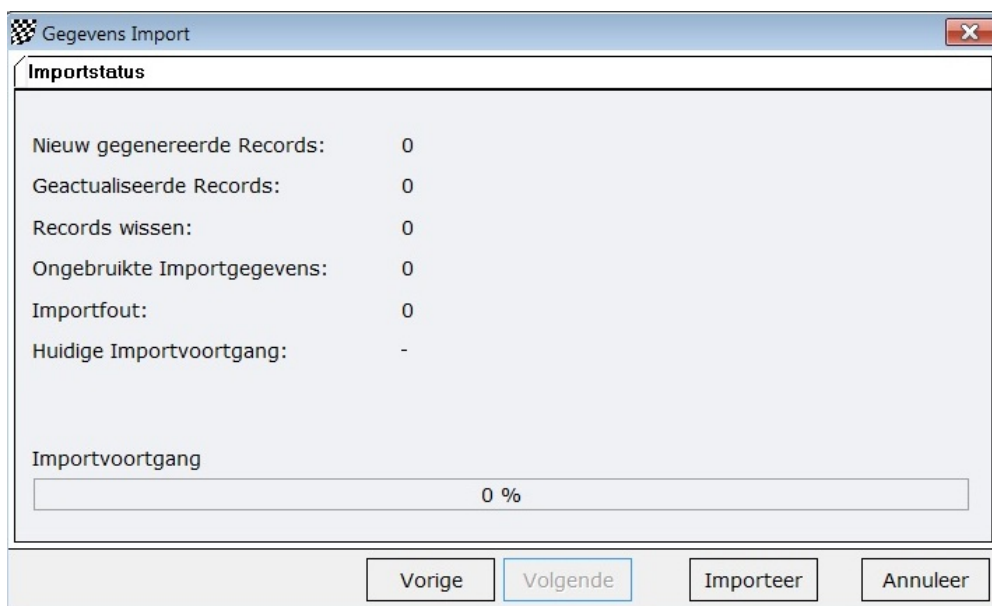 Gegevens Import
Importstatus
Nieuw gegenereerde Records: 0
Geactualiseerde Records: 0
Records wissen: 0
Ongebruikte Importgegevens: 0
Importfout: 0
Huidige Importvoortgang: -
Importvoortgang
0 %
Vorige Volgende Importeer Annuleer